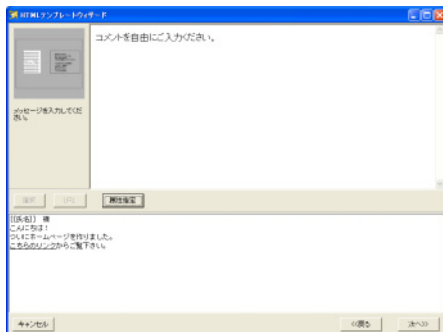 HTMLテンプレートウィザード
コメントを自由にご入力ください。
メッセージを入力してくだ
さい。
属性指定
[[氏名]] 様
こんにちは！
ついにホームページを作りました。
こちらのリンクからご覧下さい。
キャンセル
<<戻る
次へ>>